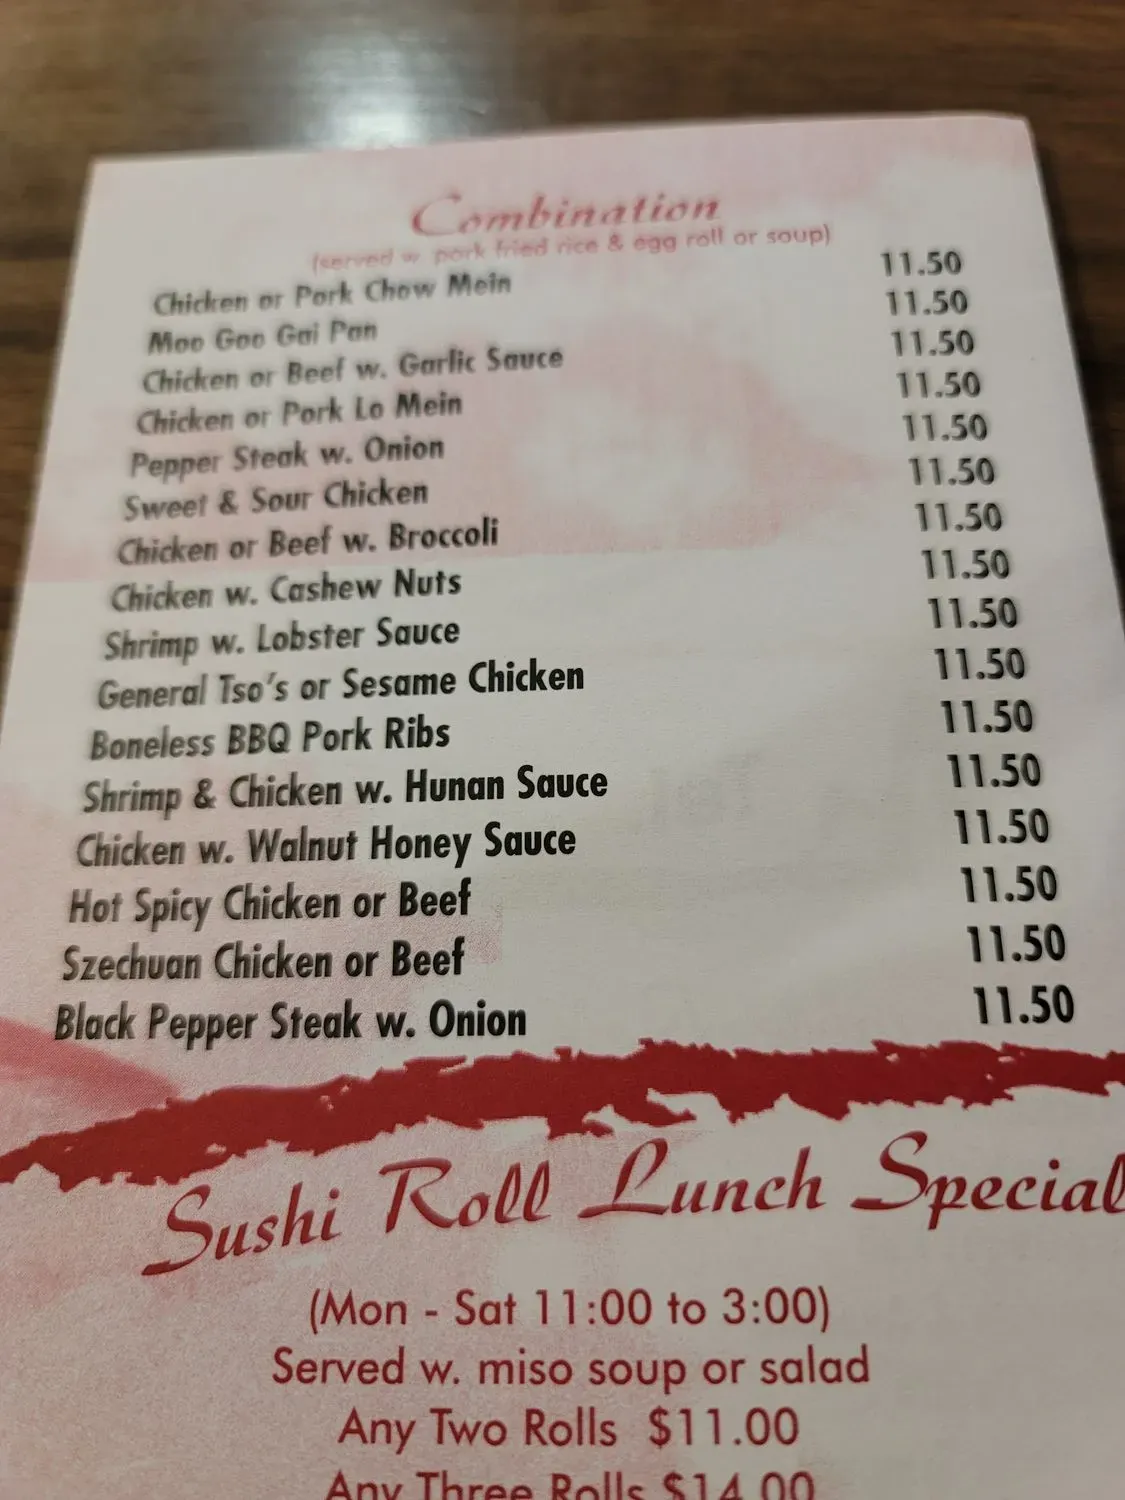 Combination
(served w. pork fried rice & egg roll or soup)
Chicken or Pork Chow Mein 11.50
Moo Goo Gai Pan 11.50
Chicken or Beef w. Garlic Sauce 11.50
Chicken or Pork Lo Mein 11.50
Pepper Steak w. Onion 11.50
Sweet & Sour Chicken 11.50
Chicken or Beef w. Broccoli 11.50
Chicken w. Cashew Nuts 11.50
Shrimp w. Lobster Sauce 11.50
General Tso's or Sesame Chicken 11.50
Boneless BBQ Pork Ribs 11.50
Shrimp & Chicken w. Hunan Sauce 11.50
Chicken w. Walnut Honey Sauce 11.50
Hot Spicy Chicken or Beef 11.50
Szechuan Chicken or Beef 11.50
Black Pepper Steak w. Onion 11.50
Sushi Roll Lunch Special
(Mon - Sat 11:00 to 3:00)
Served w. miso soup or salad
Any Two Rolls $11.00
Any Three Rolls $14.00